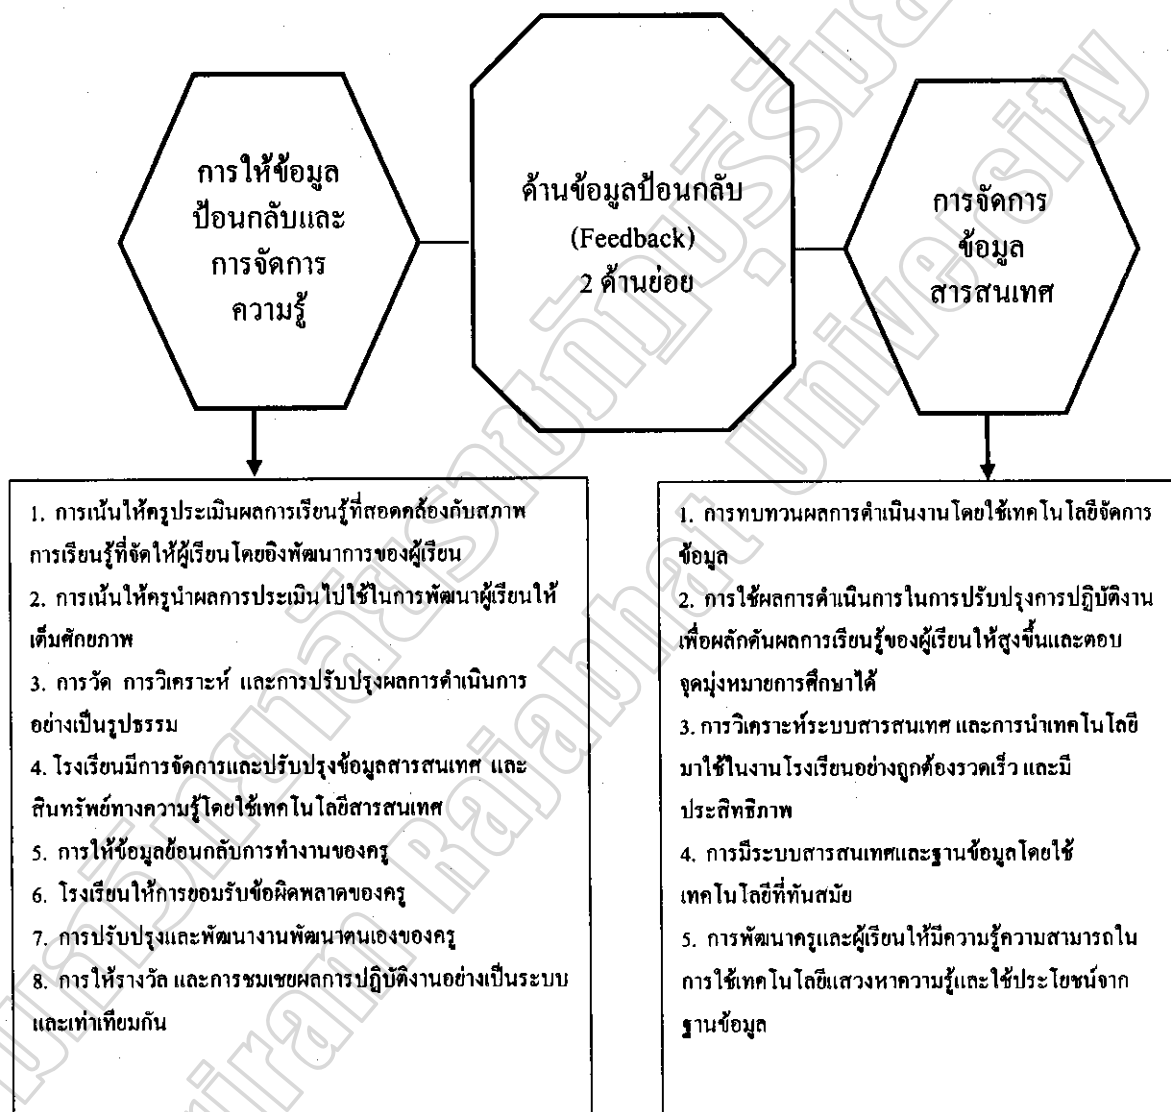 การให้ข้อมูล
ป้อนกลับและ
การจัดการ
ความรู้
ด้านข้อมูลป้อนกลับ
(Feedback)
2 ด้านย่อย
การจัดการ
ข้อมูล
สารสนเทศ
1. การเน้นให้ครูประเมินผลการเรียนรู้ที่สอดคล้องกับสภาพ
การเรียนรู้ที่จัดให้ผู้เรียนโดยอิงพัฒนาการของผู้เรียน
2. การเน้นให้ครูนำผลการประเมินไปใช้ในการพัฒนาผู้เรียนให้
เต็มศักยภาพ
3. การวัด การวิเคราะห์ และการปรับปรุงผลการดำเนินการ
อย่างเป็นรูปธรรม
4. โรงเรียนมีการจัดการและปรับปรุงข้อมูลสารสนเทศ และ
สินทรัพย์ทางความรู้โดยใช้เทคโนโลยีสารสนเทศ
5. การให้ข้อมูลย้อนกลับการทำงานของครู
6. โรงเรียนให้การยอมรับข้อผิดพลาดของครู
7. การปรับปรุงและพัฒนางานพัฒนาตนเองของครู
8. การให้รางวัล และการชมเชยผลการปฏิบัติงานอย่างเป็นระบบ
และเท่าเทียมกัน
1. การทบทวนผลการดำเนินงานโดยใช้เทคโนโลยีจัดการ
ข้อมูล
2. การใช้ผลการดำเนินการในการปรับปรุงการปฏิบัติงาน
เพื่อผลักดันผลการเรียนรู้ของผู้เรียนให้สูงขึ้นและตอบ
จุดมุ่งหมายการศึกษาได้
3. การวิเคราะห์ระบบสารสนเทศ และการนำเทคโนโลยี
มาใช้ในงานโรงเรียนอย่างถูกต้องรวดเร็ว และมี
ประสิทธิภาพ
4. การมีระบบสารสนเทศและฐานข้อมูลโดยใช้
เทคโนโลยีที่ทันสมัย
5. การพัฒนาครูและผู้เรียนให้มีความรู้ความสามารถใน
การใช้เทคโนโลยีแสวงหาความรู้และใช้ประโยชน์จาก
ฐานข้อมูล
Rajabhat University